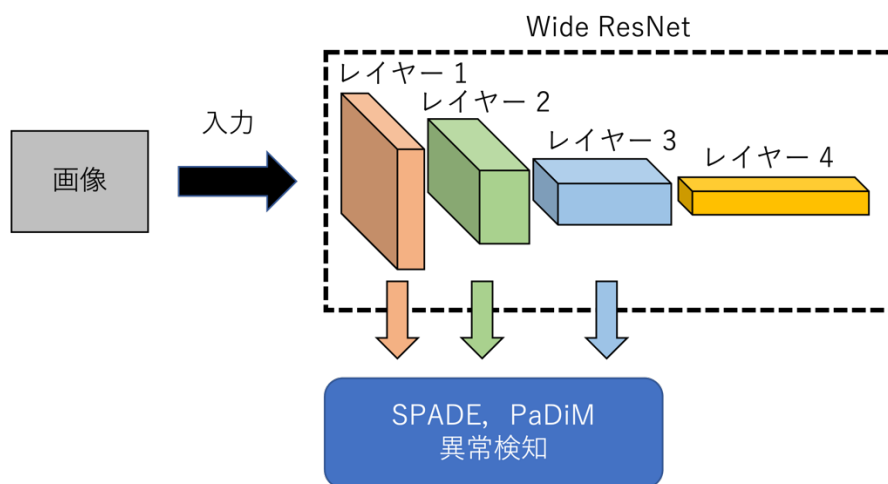 Wide ResNet
レイヤー 1
レイヤー 2
レイヤー 3
レイヤー 4
入力
画像
SPADE, PaDiM
異常検知